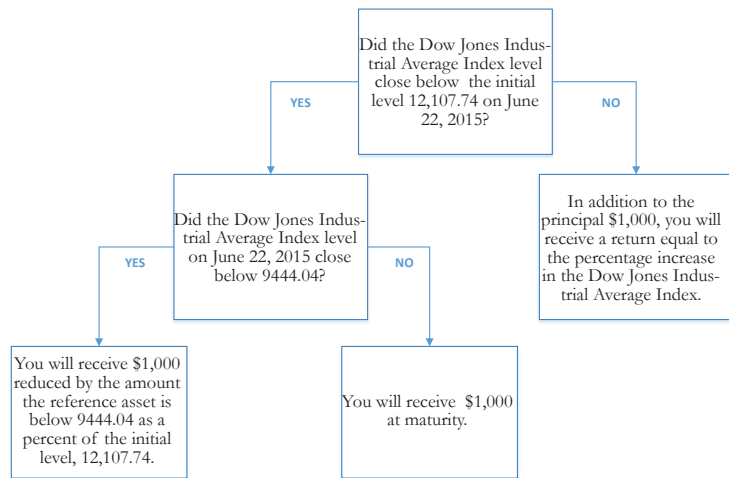 Did the Dow Jones Indus-
trial Average Index level
close below the initial
level 12,107.74 on June
22, 2015?
YES
NO
Did the Dow Jones Indus-
trial Average Index level
on June 22, 2015 close
below 9444.04?
In addition to the
principal $1,000, you will
receive a return equal to
the percentage increase
in the Dow Jones Indus-
trial Average Index.
YES
NO
You will receive $1,000
reduced by the amount
the reference asset is
below 9444.04 as a
percent of the initial
level, 12,107.74.
You will receive $1,000
at maturity.